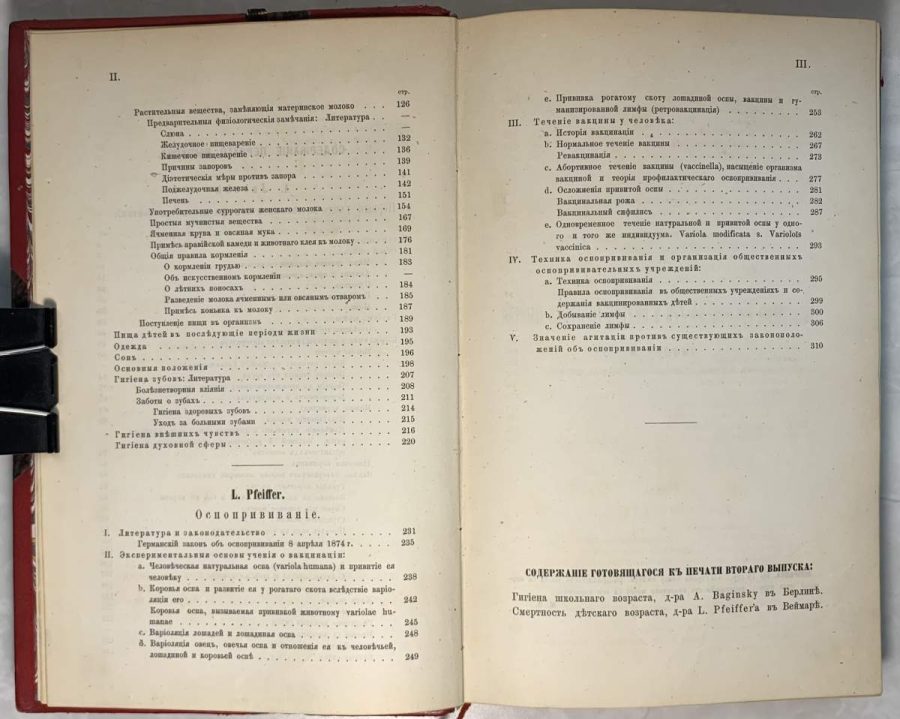 II.
стр.
Растительныя вещества, замѣняющія материнское молоко . . . 126
Предварительныя физіологическія замѣчанія: Литература . —
Слюна . . . —
Желудочное пищевареніе . . . 132
Кишечное пищевареніе . . . 136
Причины запоровъ . . . 139
Діэтетическія мѣры противъ запора . . . 141
Поджелудочная железа . . . 142
Печень . . . 151
Употребительные суррогаты женскаго молока . . . 154
Простыя мучнистыя вещества . . . 167
Ячменная крупа и овсяная мука . . . 169
Примѣсь аравійской камеди и животнаго клея къ молоку . . . 176
Общія правила кормленія . . . 181
О кормленіи грудью . . . 183
Объ искусственномъ кормленіи . . . —
О лѣтнихъ поносахъ . . . 184
Разведеніе молока ячменнымъ или овсянымъ отваромъ . . . 185
Примѣсь коньяка къ молоку . . . 187
Поступленіе пищи въ организмъ . . . 189
Пища дѣтей въ послѣдующіе періоды жизни . . . 193
Одежда . . . 195
Сонъ . . . 196
Основныя положенія . . . 198
Гигіена зубовъ: Литература . . . 207
Болѣзнетворныя вліянія . . . 208
Заботы о зубахъ . . . 211
Гигіена здоровыхъ зубовъ . . . 214
Уходъ за больными зубами . . . 215
Гигіена внѣшнихъ чувствъ . . . 216
Гигіена духовной сферы . . . 220
L. Pfeiffer.
Оспопрививаніе.
I. Литература и законодательство . . . 231
Германскій законъ объ оспопрививаніи 8 апрѣля 1874 г. . . . 235
II. Экспериментальныя основы ученія о вакцинаціи:
a. Человѣческая натуральная оспа (variola humana) и привитіе ея
человѣку . . . 238
b. Коровья оспа и развитіе ея у рогатаго скота вслѣдствіе варіо-
ляціи его . . . 242
Коровья оспа, вызываемая прививкой животному variolae hu-
manae . . . 245
c. Варіоляція лошадей и лошадиная оспа . . . 248
d. Варіоляція овецъ, овечья оспа и отношенія ея къ человѣчьей,
лошадиной и коровьей оспѣ . . . 249
III.
стр.
e. Прививка рогатому скоту лошадиной оспы, вакцины и гу-
манизированной лимфы (ретровакцинація) . . . 253
III. Теченіе вакцины у человѣка:
a. Исторія вакцинаціи . . . 262
b. Нормальное теченіе вакцины . . . 267
Ревакцинація . . . 273
c. Абортивное теченіе вакцины (vaccinella), насыщеніе организма
вакциной и теорія профилактическаго оспопрививанія . . . 277
d. Осложненія привитой оспы . . . 281
Вакцинальная рожа . . . 282
Вакцинальный сифилисъ . . . 287
e. Одновременное теченіе натуральной и привитой оспы у одно-
го и того же индивидуума. Variola modificata s. Variolois
vaccinica . . . 293
IV. Техника оспопрививанія и организація общественныхъ
оспопрививательныхъ учрежденій:
a. Техника оспопрививанія . . . 295
Правила оспопрививанія въ общественныхъ учрежденіяхъ и со-
держанія вакцинированныхъ дѣтей . . . 299
b. Добываніе лимфы . . . 300
c. Сохраненіе лимфы . . . 306
V. Значеніе агитаціи противъ существующихъ законополо-
женій объ оспопрививаніи . . . 310
СОДЕРЖАНІЕ ГОТОВЯЩАГОСЯ КЪ ПЕЧАТИ ВТОРАГО ВЫПУСКА:
Гигіена школьнаго возраста, д-ра A. Baginsky въ Берлинѣ.
Смертность дѣтскаго возраста, д-ра L. Pfeiffer'а въ Веймарѣ.